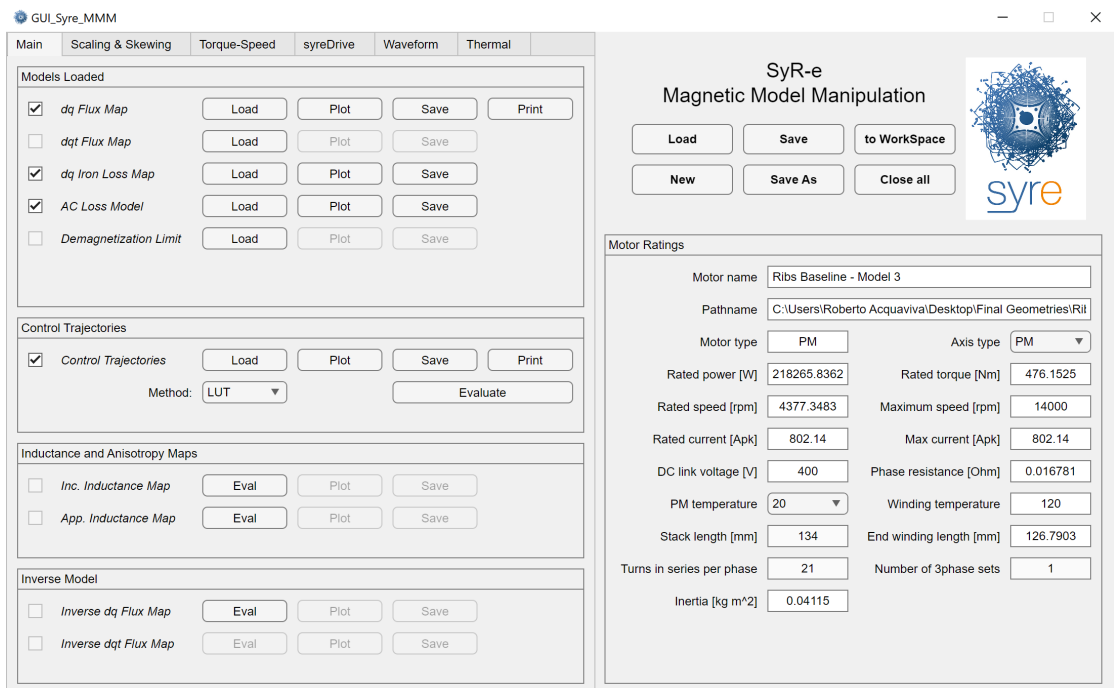 GUI_Syre_MMM
Main Scaling & Skewing Torque-Speed syreDrive Waveform Thermal
Models Loaded
dq Flux Map Load Plot Save Print
dqt Flux Map Load Plot Save
dq Iron Loss Map Load Plot Save
AC Loss Model Load Plot Save
Demagnetization Limit Load Plot Save
Control Trajectories
Control Trajectories Load Plot Save Print
Method: LUT Evaluate
Inductance and Anisotropy Maps
Inc. Inductance Map Eval Plot Save
App. Inductance Map Eval Plot Save
Inverse Model
Inverse dq Flux Map Eval Plot Save
Inverse dqt Flux Map Eval Plot Save
SyR-e
Magnetic Model Manipulation
Load Save to WorkSpace
New Save As Close all
syre
Motor Ratings
Motor name Ribs Baseline - Model 3
Pathname C:\Users\Roberto Acquaviva\Desktop\Final Geometries\Ri
Motor type PM Axis type PM
Rated power [W] 218265.8362 Rated torque [Nm] 476.1525
Rated speed [rpm] 4377.3483 Maximum speed [rpm] 14000
Rated current [Apk] 802.14 Max current [Apk] 802.14
DC link voltage [V] 400 Phase resistance [Ohm] 0.016781
PM temperature 20 Winding temperature 120
Stack length [mm] 134 End winding length [mm] 126.7903
Turns in series per phase 21 Number of 3phase sets 1
Inertia [kg m^2] 0.04115